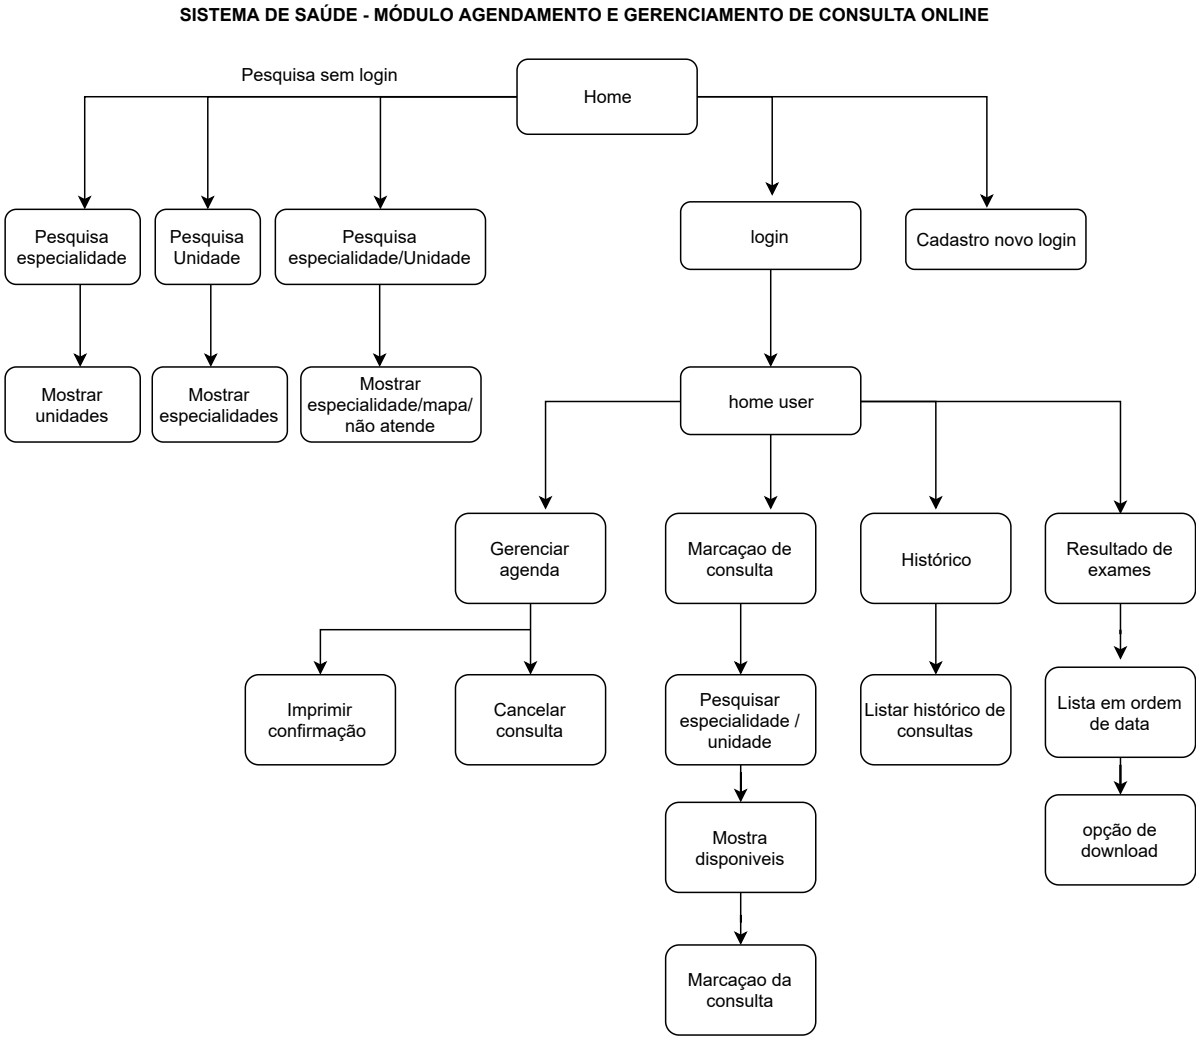 SISTEMA DE SAÚDE - MÓDULO AGENDAMENTO E GERENCIAMENTO DE CONSULTA ONLINE
Pesquisa sem login
Home
Pesquisa
especialidade
Pesquisa
Unidade
Pesquisa
especialidade/Unidade
login
Cadastro novo login
Mostrar
unidades
Mostrar
especialidades
Mostrar
especialidade/mapa/
não atende
home user
Gerenciar
agenda
Marcaçao de
consulta
Histórico
Resultado de
exames
Imprimir
confirmação
Cancelar
consulta
Pesquisar
especialidade /
unidade
Listar histórico de
consultas
Lista em ordem
de data
Mostra
disponiveis
opção de
download
Marcaçao da
consulta